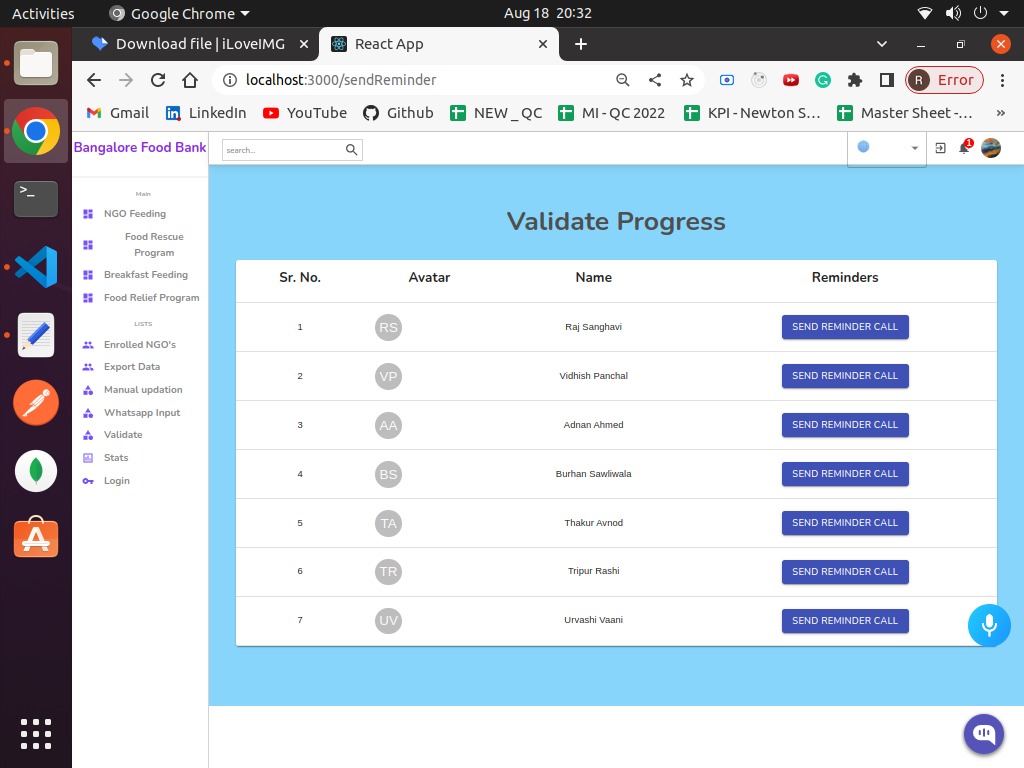 Activities
Google Chrome
Aug 18 20:32
Download file | iLoveIMG
React App
localhost:3000/sendReminder
R Error
Gmail
LinkedIn
YouTube
Github
NEW _ QC
MI - QC 2022
KPI - Newton S...
Master Sheet -...
»
Bangalore Food Bank
search...
1
Main
NGO Feeding
Food Rescue
Program
Breakfast Feeding
Food Relief Program
LISTS
Enrolled NGO's
Export Data
Manual updation
Whatsapp Input
Validate
Stats
Login
Validate Progress
Sr. No. Avatar Name Reminders
1 RS Raj Sanghavi SEND REMINDER CALL
2 VP Vidhish Panchal SEND REMINDER CALL
3 AA Adnan Ahmed SEND REMINDER CALL
4 BS Burhan Sawliwala SEND REMINDER CALL
5 TA Thakur Avnod SEND REMINDER CALL
6 TR Tripur Rashi SEND REMINDER CALL
7 UV Urvashi Vaani SEND REMINDER CALL